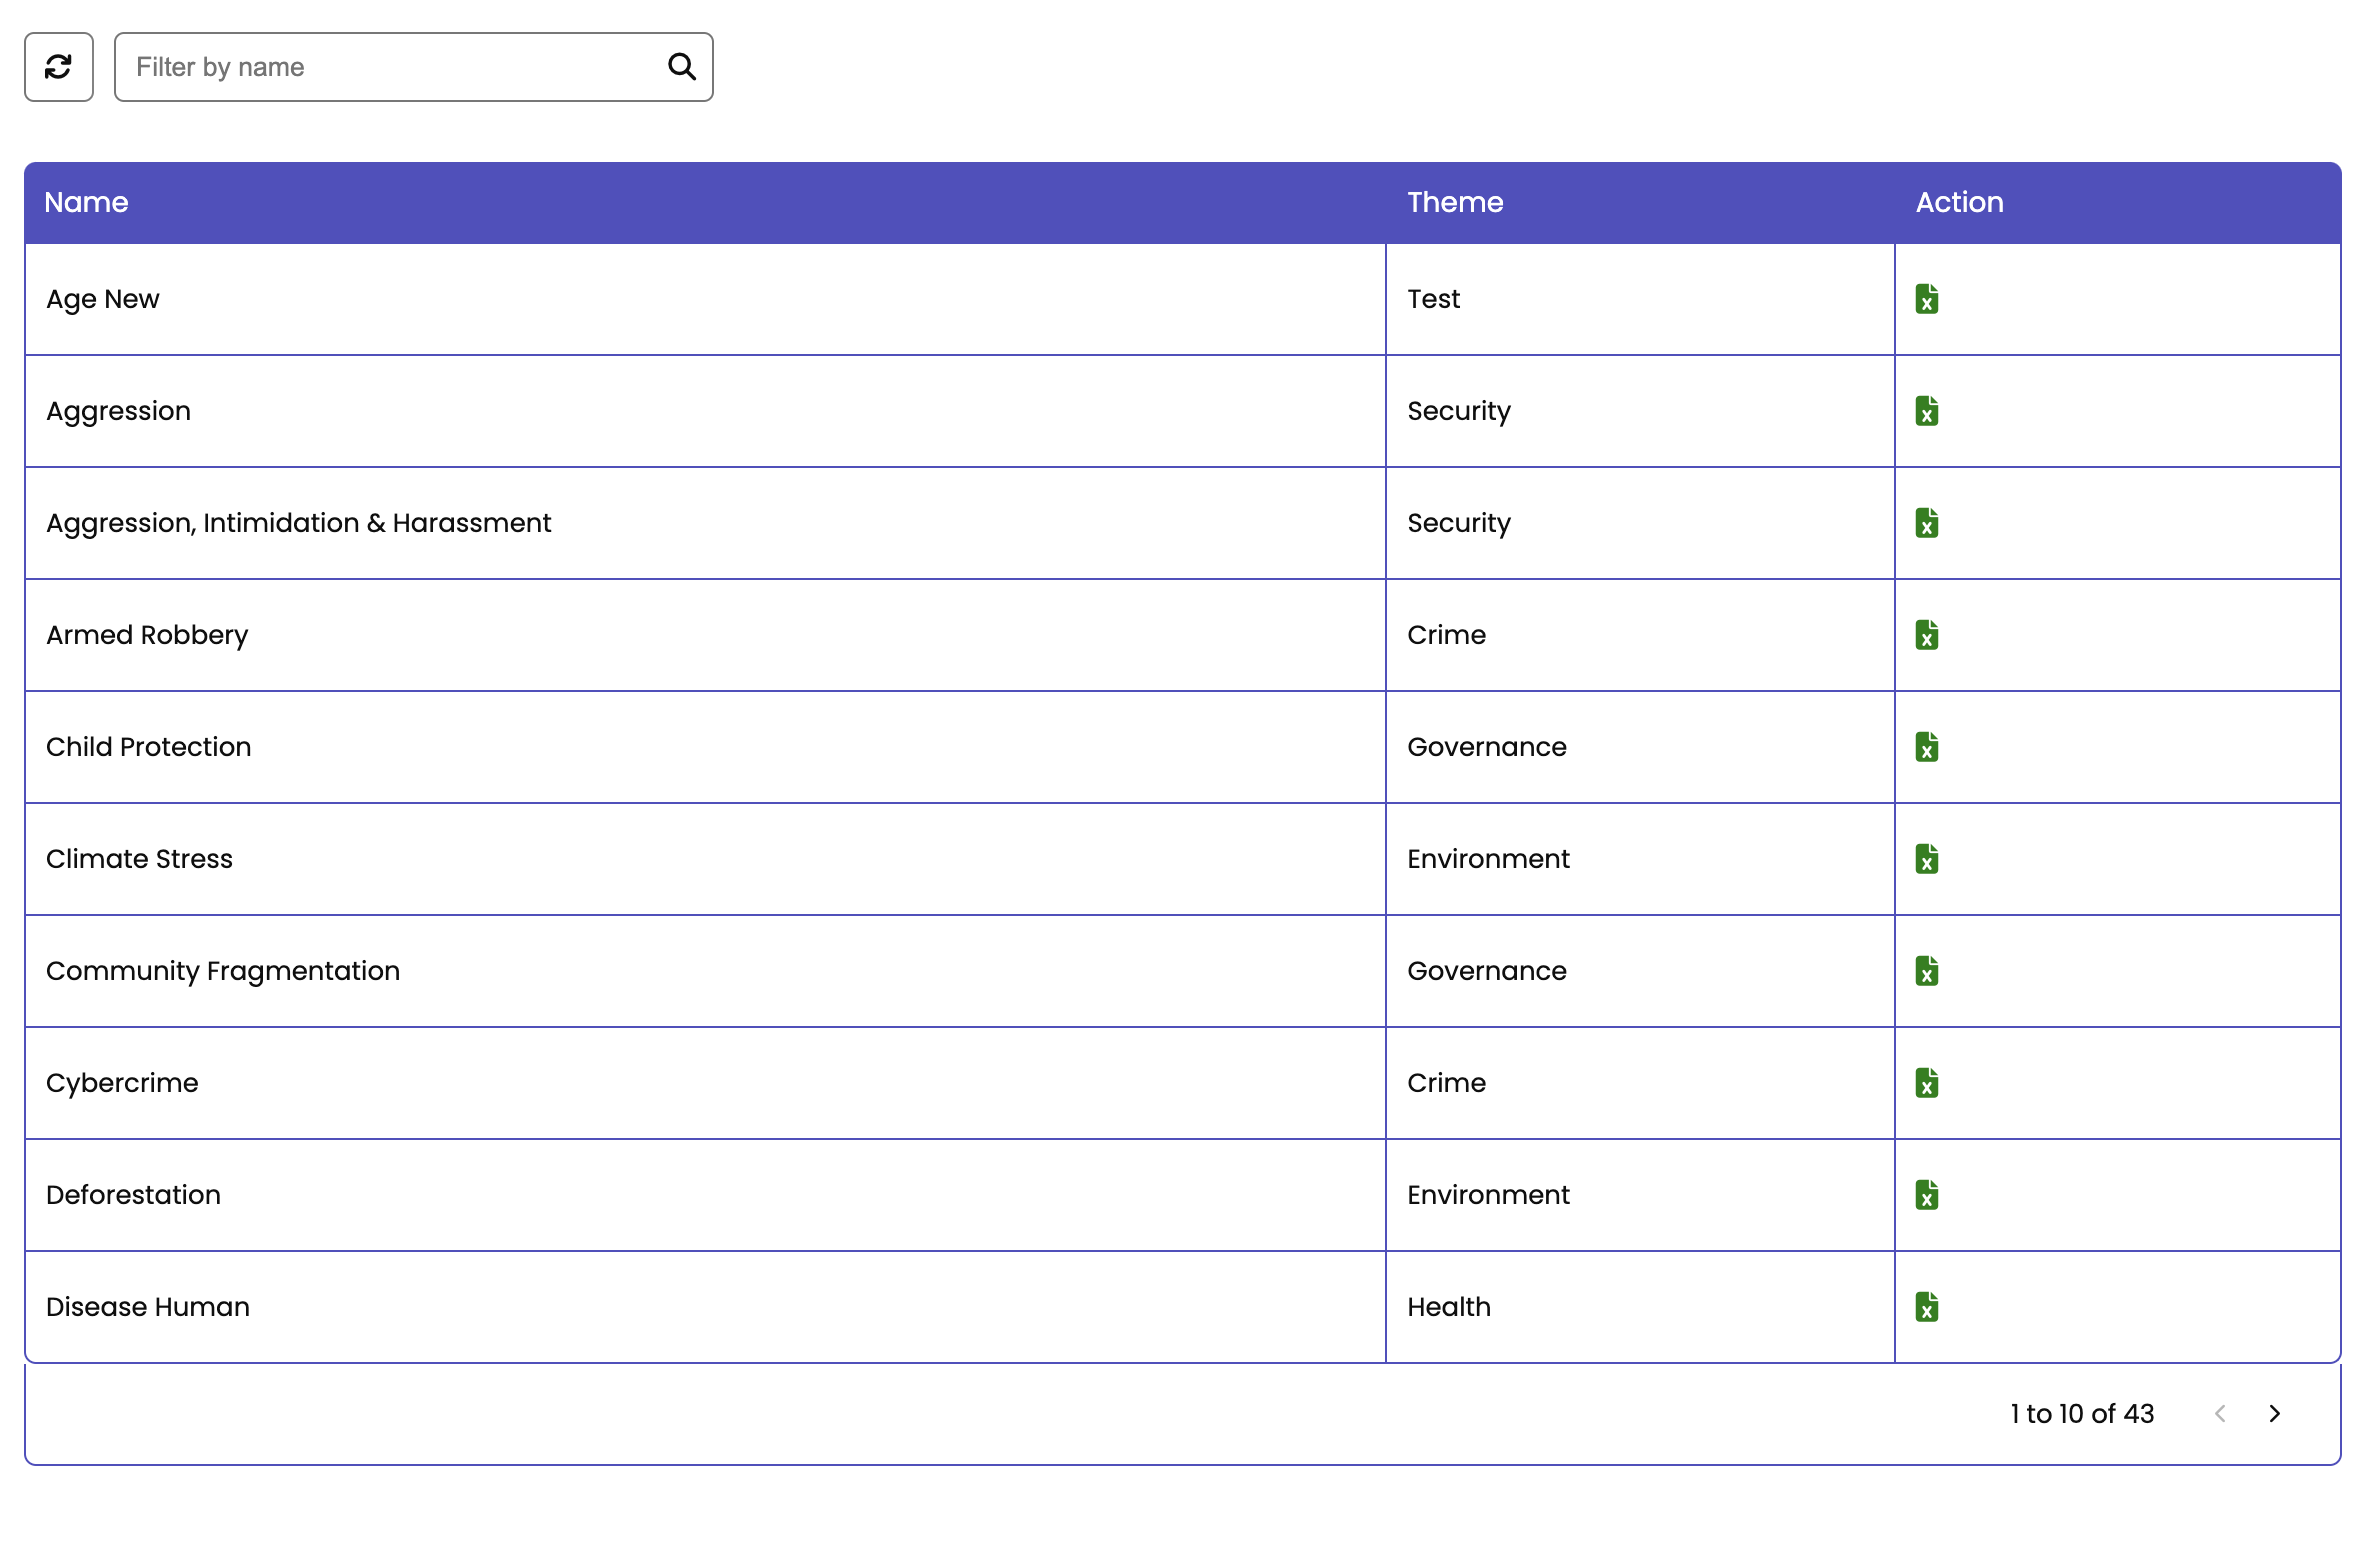 Filter by name
Name Theme Action
Age New Test
Aggression Security
Aggression, Intimidation & Harassment Security
Armed Robbery Crime
Child Protection Governance
Climate Stress Environment
Community Fragmentation Governance
Cybercrime Crime
Deforestation Environment
Disease Human Health
1 to 10 of 43